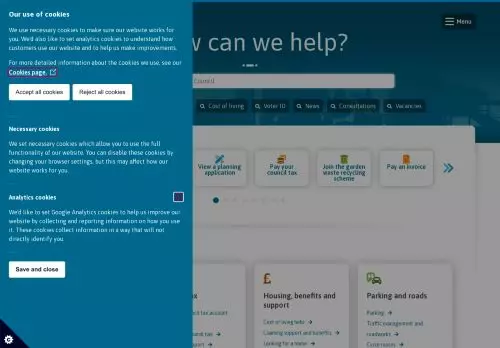 Our use of cookies
We use necessary cookies to make our website works for
you. We'd also like to set analytics cookies to understand how
customers use our website and to help us make improvements.
For more detailed information about the cookies we use, see our
Cookies page.
Accept all cookies Reject all cookies
Necessary cookies
We set necessary cookies which allow you to use the full
functionality of our website. You can disable these cookies by
changing your browser settings, but this may affect how our
website works for you.
Analytics cookies
We'd like to set Google Analytics cookies to help us improve our
website by collecting and reporting information on how you use
it. These cookies collect information in a way that will not
directly identify you.
Save and close
Menu
w can we help?
Council
Cost of living
Voter ID
News
Consultations
Vacancies
View a planning
application
Pay your
council tax
Join the garden
waste recycling
scheme
Pay an invoice
tax
council tax account
Housing, benefits and
support
Cost of living help
Claiming support and benefits
Looking for a home
Parking and roads
Parking
Traffic management and
roadworks